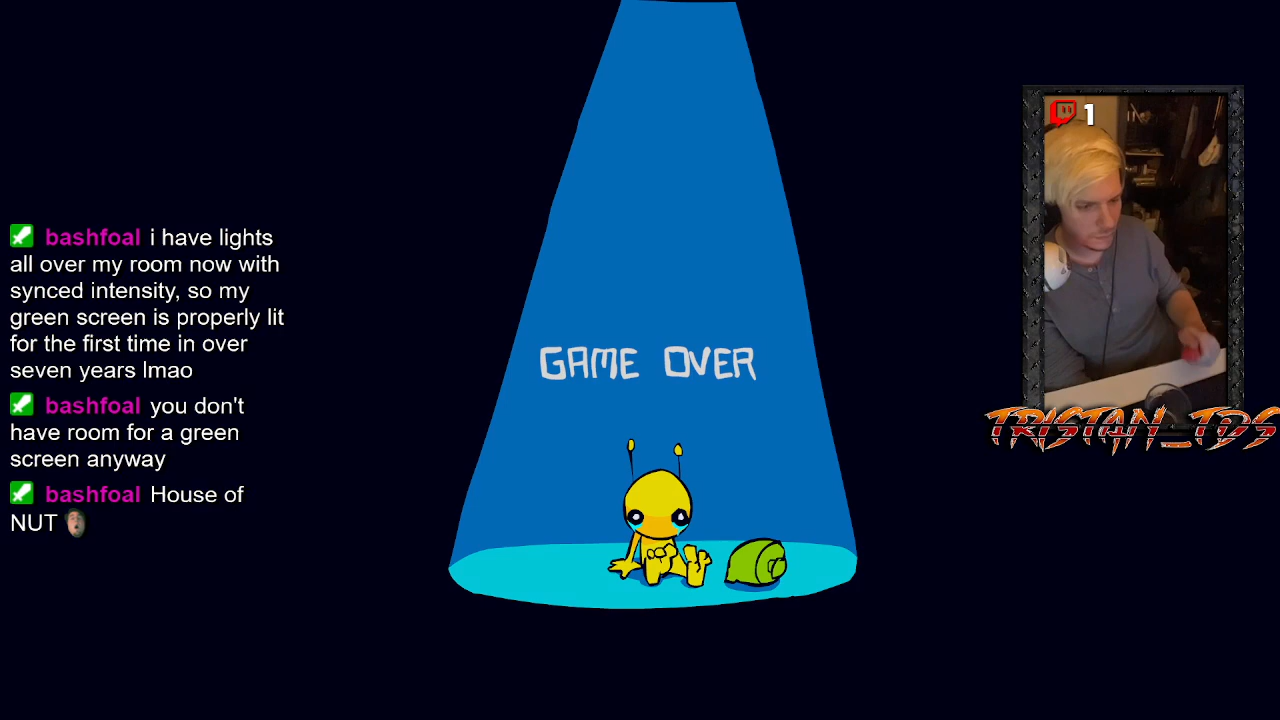 1
bashfoal i have lights
all over my room now with
synced intensity, so my
green screen is properly lit
for the first time in over
seven years lmao
GAME OVER
bashfoal you don't
have room for a green
screen anyway
TRISTAN_TDS
bashfoal House of
NUT